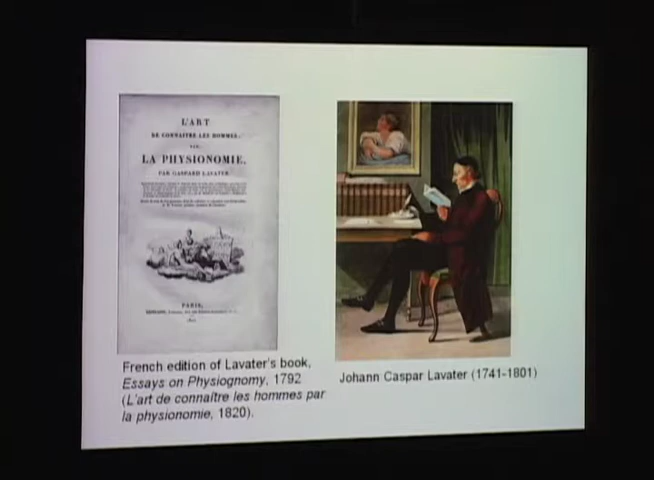 L'ART
DE CONNAITRE LES HOMMES
PAR
LA PHYSIONOMIE,
PAR GASPARD LAVATER.
PARIS,
French edition of Lavater's book,
Essays on Physiognomy, 1792
(L'art de connaître les hommes par
la physionomie, 1820).
Johann Caspar Lavater (1741-1801)